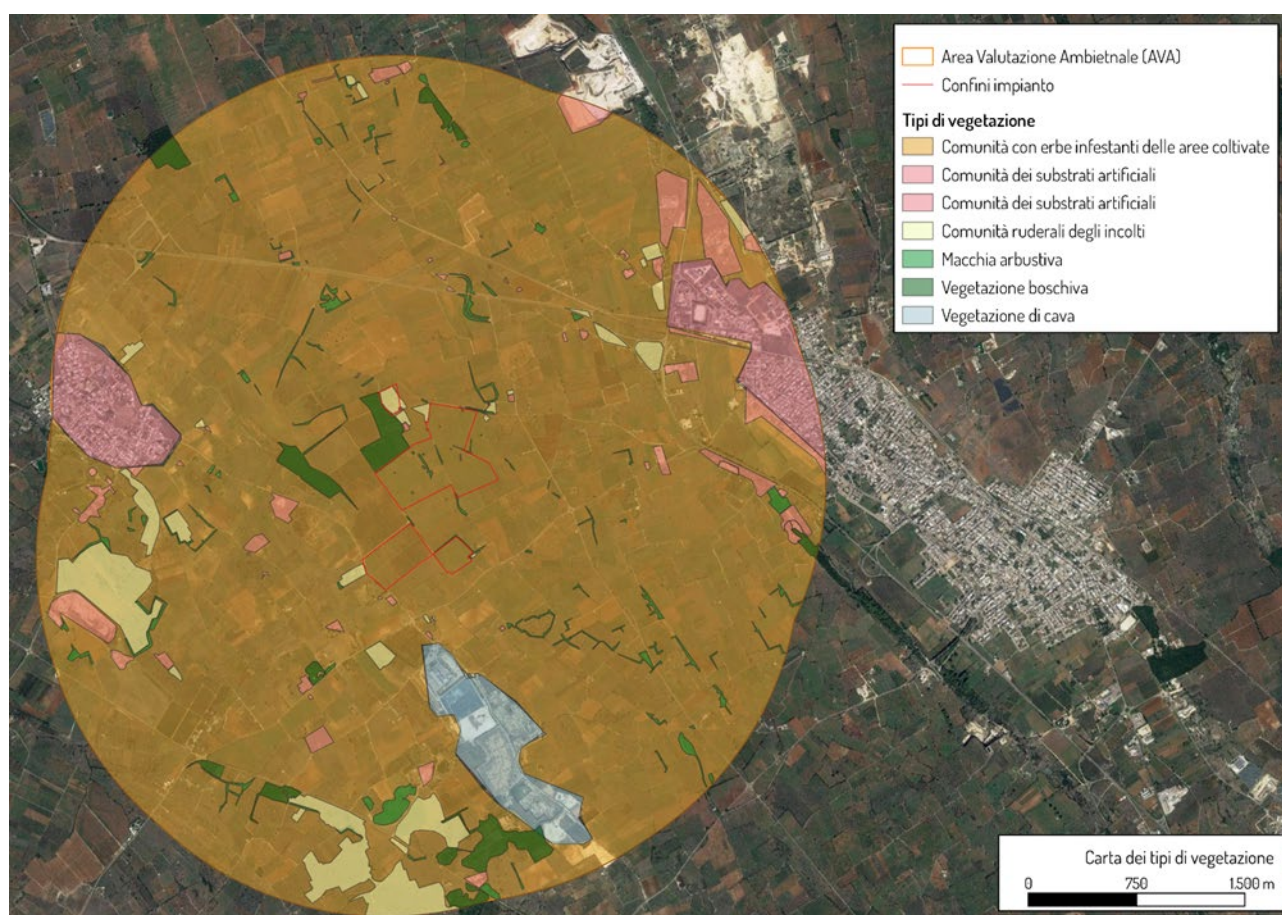 Area Valutazione Ambietnale (AVA)
Confini impianto
Tipi di vegetazione
Comunità con erbe infestanti delle aree coltivate
Comunità dei substrati artificiali
Comunità dei substrati artificiali
Comunità ruderali degli incolti
Macchia arbustiva
Vegetazione boschiva
Vegetazione di cava
Carta dei tipi di vegetazione
0 750 1.500 m